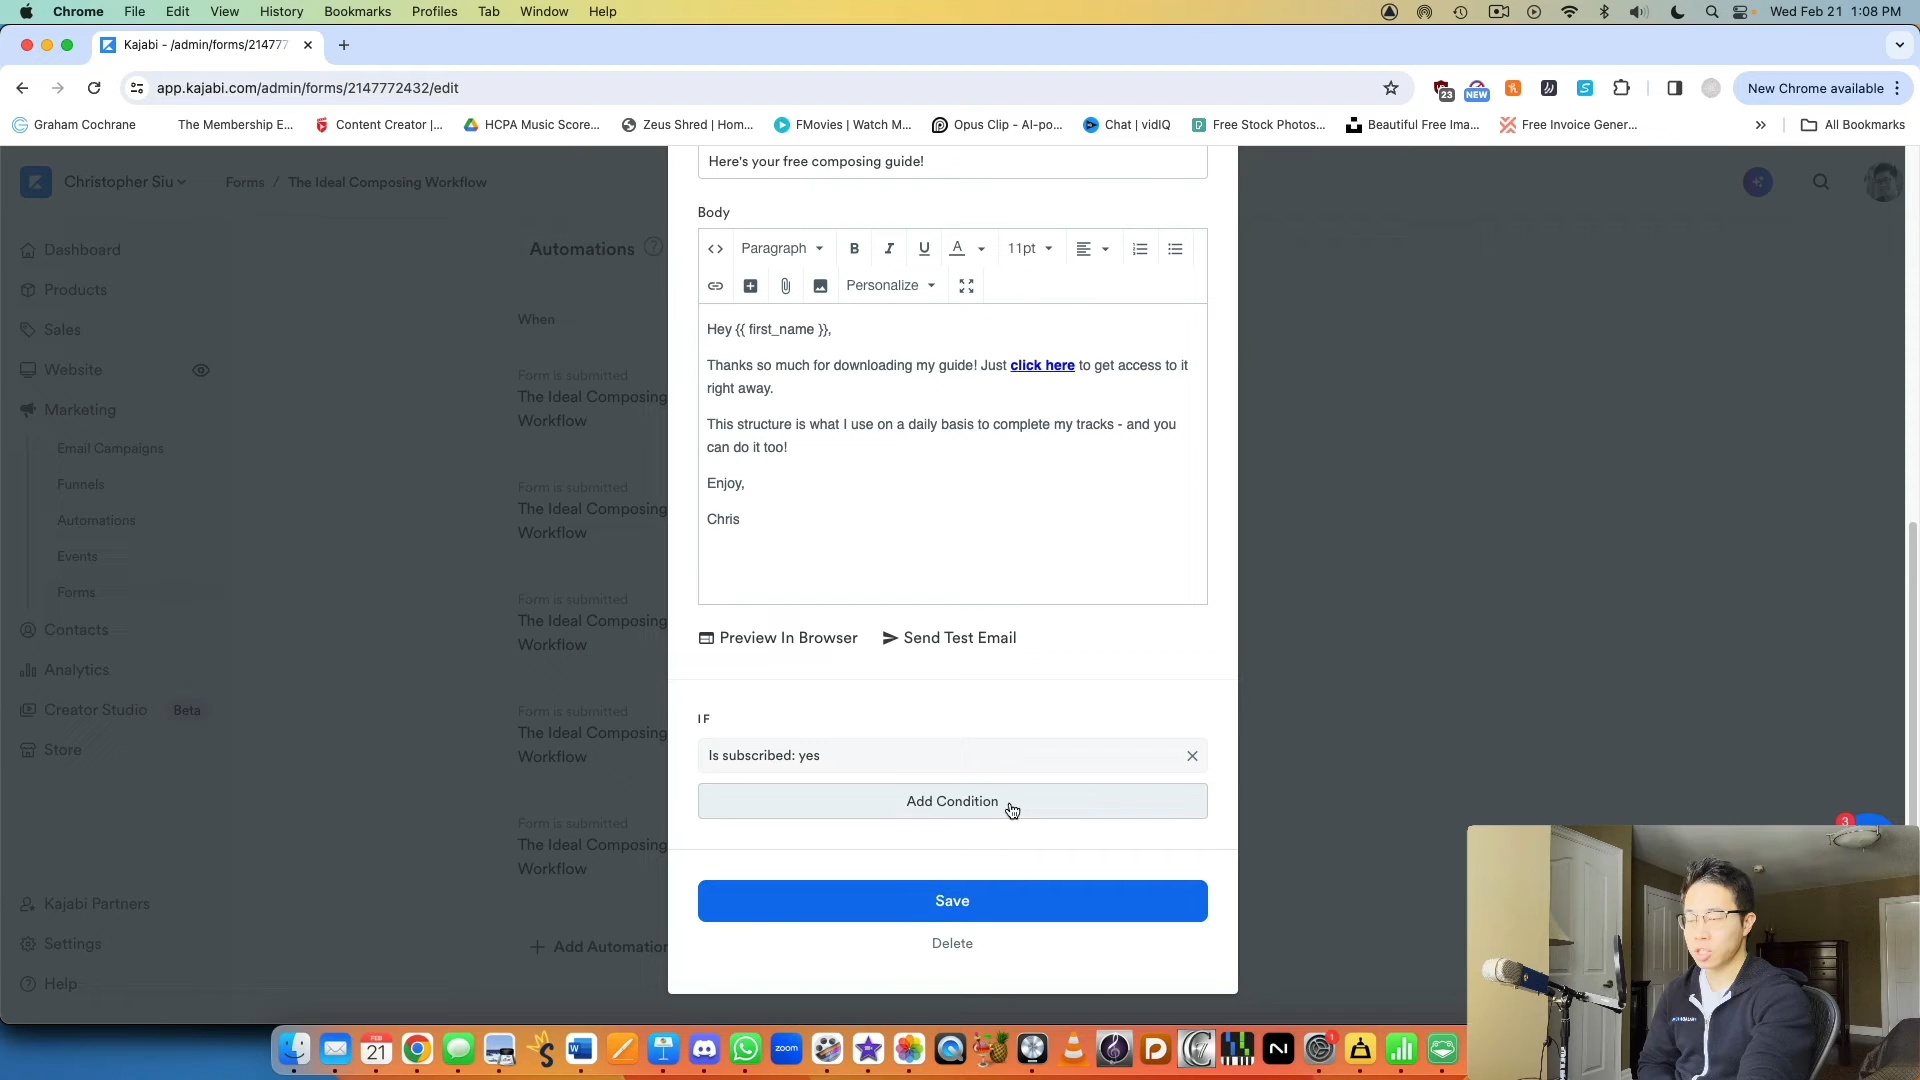 Chrome File Edit View History Bookmarks Profiles Tab Window Help Wed Feb 21 1:08 PM
Kajabi - /admin/forms/21477
app.kajabi.com/admin/forms/2147772432/edit
23 NEW New Chrome available
Graham Cochrane The Membership E... Content Creator |... HCPA Music Score... Zeus Shred | Hom... FMovies | Watch M... Opus Clip - AI-po... Chat | vidIQ Free Stock Photos... Beautiful Free Ima... Free Invoice Gener... All Bookmarks
Christopher Siu Forms / The Ideal Composing Workflow
Dashboard
Products
Sales
Website
Marketing
Email Campaigns
Funnels
Automations
Events
Forms
Contacts
Analytics
Creator Studio Beta
Store
Kajabi Partners
Settings
Help
Automations
When
Form is submitted
The Ideal Composing
Workflow
Form is submitted
The Ideal Composing
Workflow
Form is submitted
The Ideal Composing
Workflow
Form is submitted
The Ideal Composing
Workflow
Form is submitted
The Ideal Composing
Workflow
Add Automation
Here's your free composing guide!
Body
Paragraph B I U A 11pt
Personalize
Hey {{ first_name }},
Thanks so much for downloading my guide! Just click here to get access to it
right away.
This structure is what I use on a daily basis to complete my tracks - and you
can do it too!
Enjoy,
Chris
Preview In Browser Send Test Email
IF
Is subscribed: yes
Add Condition
Save
Delete
3
FEB
21
zoom
1